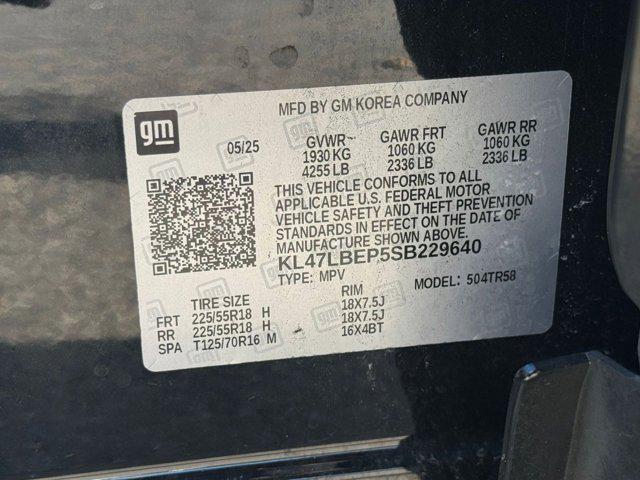 MFD BY GM KOREA COMPANY
gm
05/25 GVWR GAWR FRT GAWR RR
1930 KG 1060 KG 1060 KG
4255 LB 2336 LB 2336 LB
THIS VEHICLE CONFORMS TO ALL
APPLICABLE U.S. FEDERAL MOTOR
VEHICLE SAFETY AND THEFT PREVENTION
STANDARDS IN EFFECT ON THE DATE OF
MANUFACTURE SHOWN ABOVE.
KL47LBEP5SB229640
TYPE: MPV MODEL: 504TR58
TIRE SIZE RIM
FRT 225/55R18 H 18X7.5J
RR 225/55R18 H 18X7.5J
SPA T125/70R16 M 16X4BT